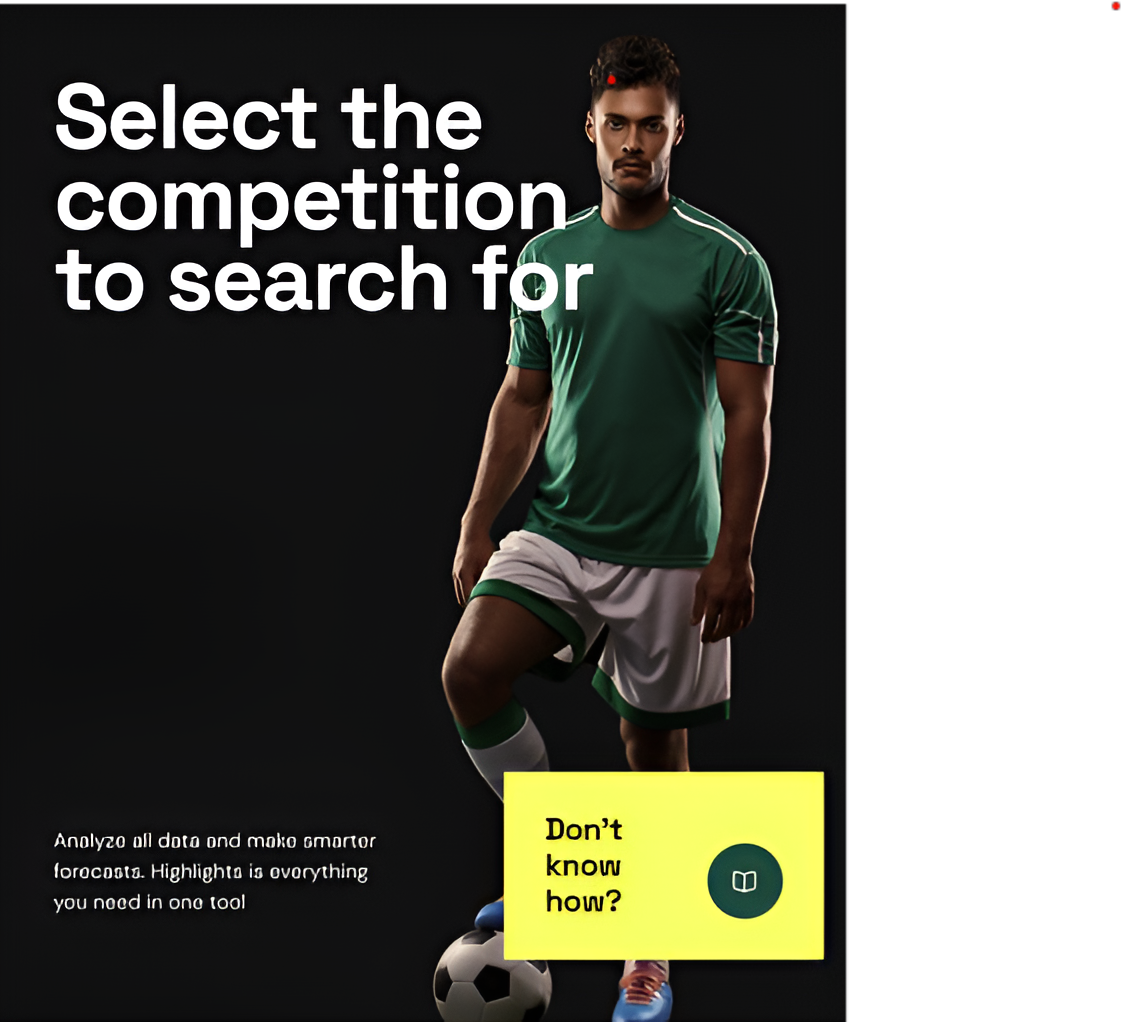 Select the
competition
to search for
Analyze all data and make smarter
forecasts. Highlights is everything
you need in one tool
Don't
know
how?